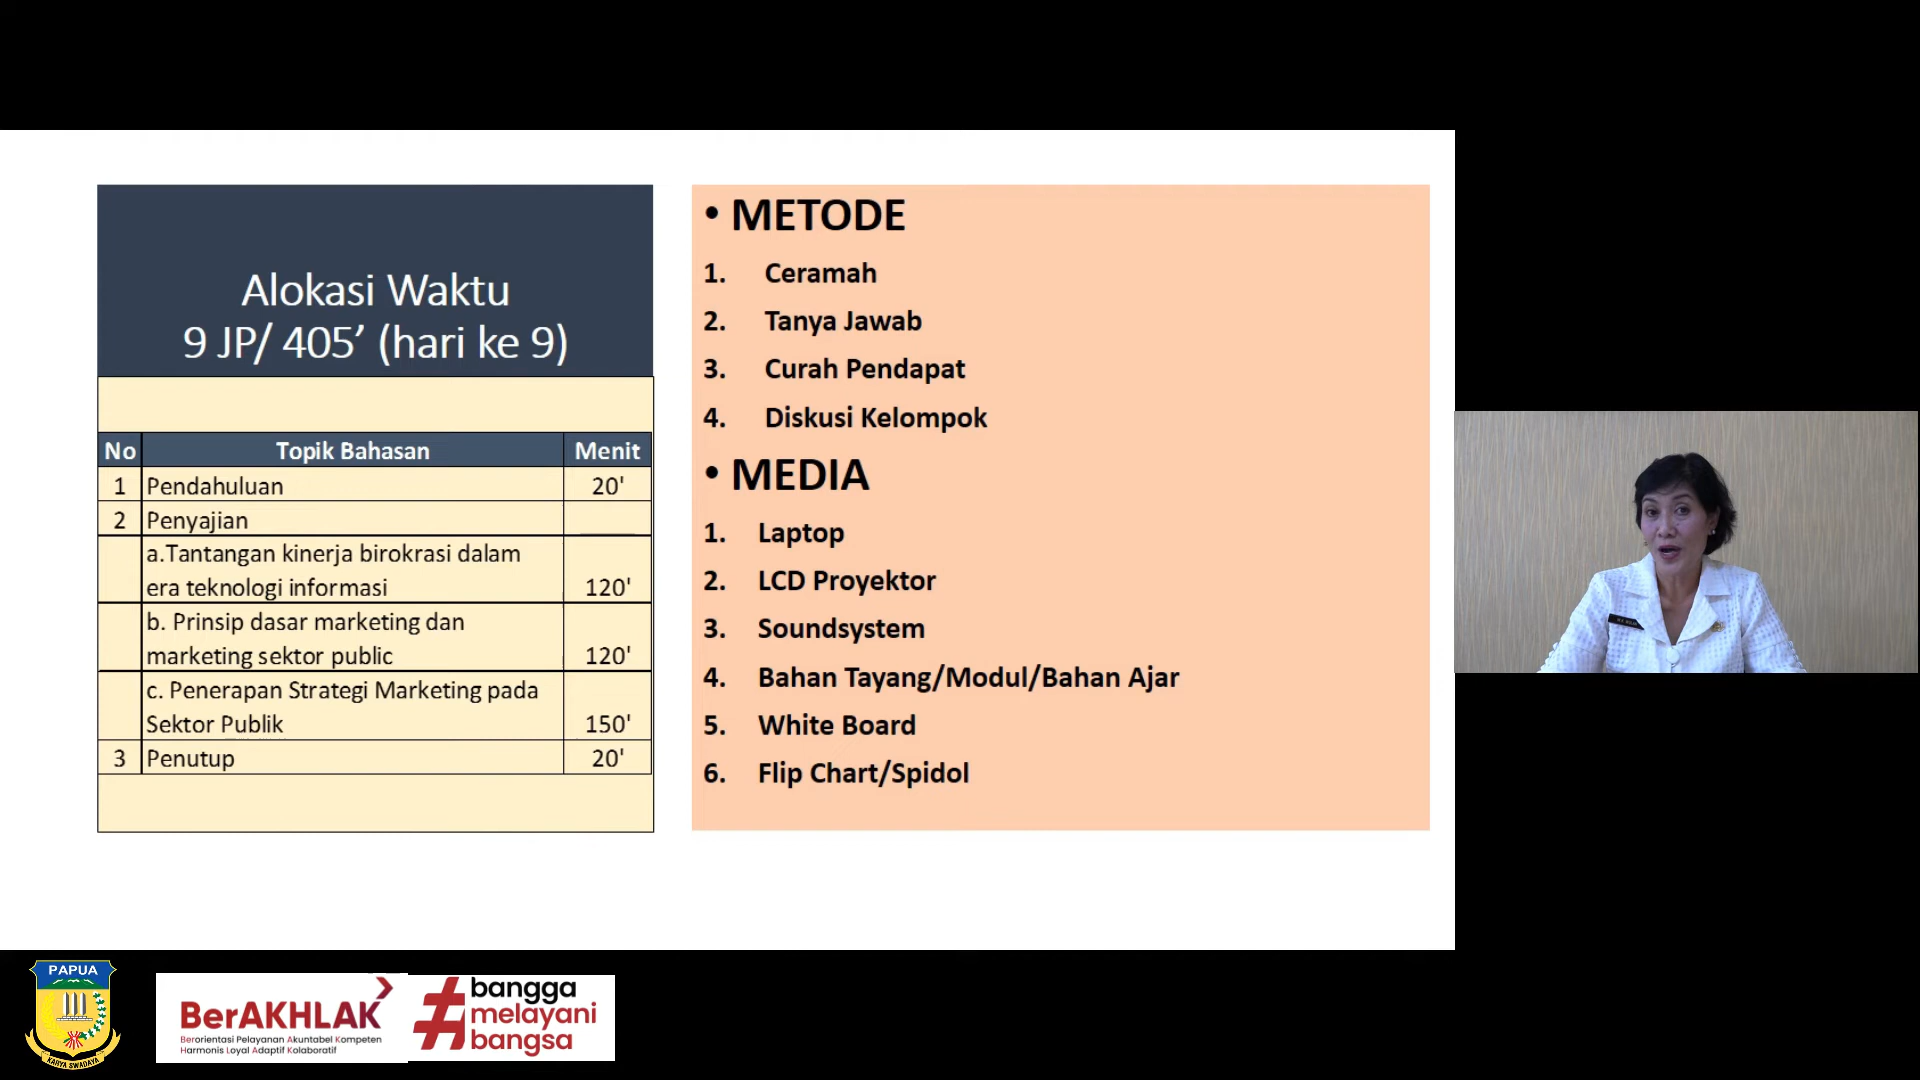 Alokasi Waktu
9 JP/ 405’ (hari ke 9)
No Topik Bahasan Menit
1 Pendahuluan 20'
2 Penyajian
a.Tantangan kinerja birokrasi dalam
era teknologi informasi 120'
b. Prinsip dasar marketing dan
marketing sektor public 120'
c. Penerapan Strategi Marketing pada
Sektor Publik 150'
3 Penutup 20'
• METODE
1. Ceramah
2. Tanya Jawab
3. Curah Pendapat
4. Diskusi Kelompok
• MEDIA
1. Laptop
2. LCD Proyektor
3. Soundsystem
4. Bahan Tayang/Modul/Bahan Ajar
5. White Board
6. Flip Chart/Spidol
PAPUA
KARYA SWADAYA
BerAKHLAK
Berorientasi Pelayanan Akuntabel Kompeten
Harmonis Loyal Adaptif Kolaboratif
#bangga
melayani
bangsa